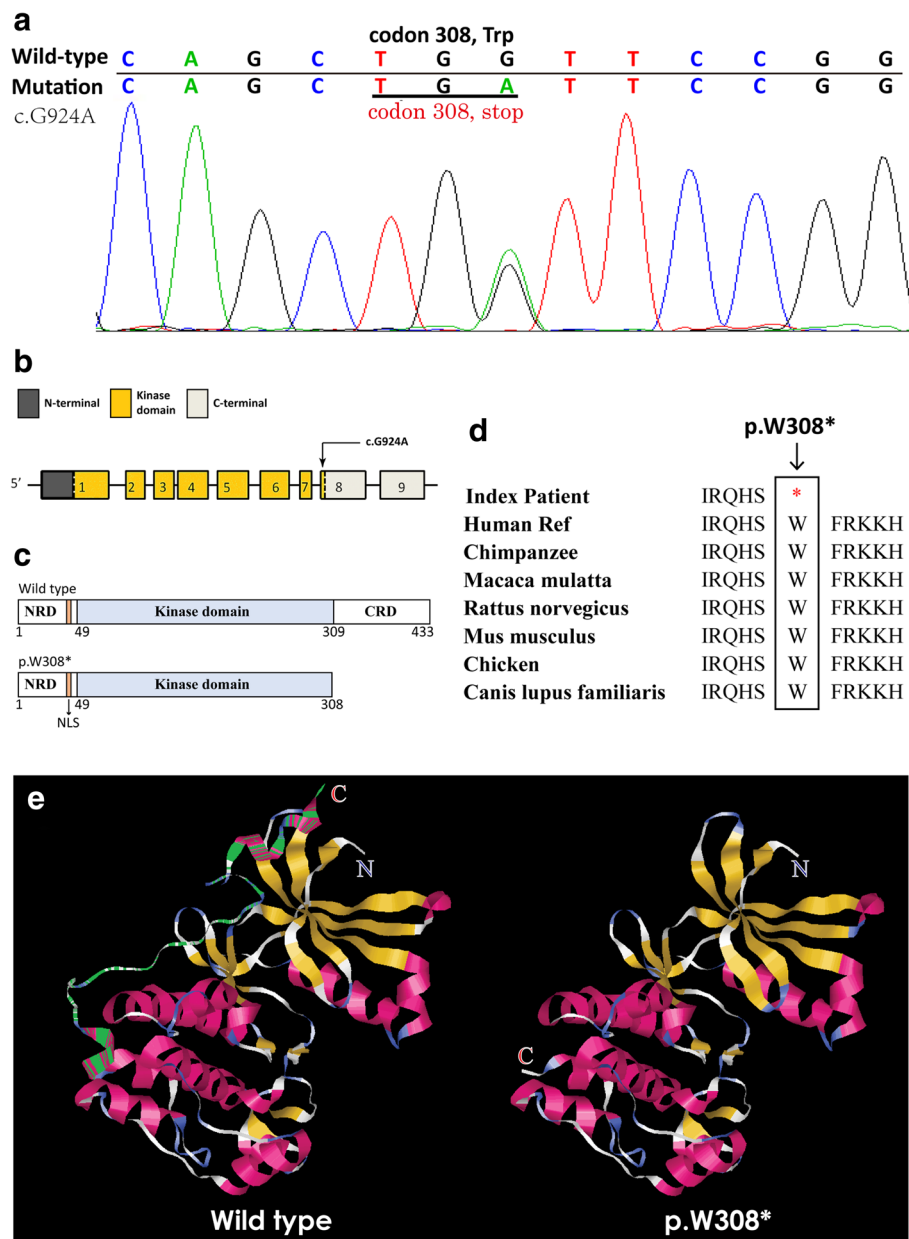 a
codon 308, Trp
Wild-type C A G C T G G T T C C G G
Mutation C A G C T G A T T C C G G
c.G924A
codon 308, stop
b
N-terminal
Kinase domain
C-terminal
c.G924A
5’ 1 2 3 4 5 6 7 8 9
c
Wild type
NRD Kinase domain CRD
1 49 309 433
p.W308*
NRD Kinase domain
1 49 308
NLS
d
p.W308*
Index Patient IRQHS *
Human Ref IRQHS W FRKKH
Chimpanzee IRQHS W FRKKH
Macaca mulatta IRQHS W FRKKH
Rattus norvegicus IRQHS W FRKKH
Mus musculus IRQHS W FRKKH
Chicken IRQHS W FRKKH
Canis lupus familiaris IRQHS W FRKKH
e
C
N
N
C
Wild type
p.W308*